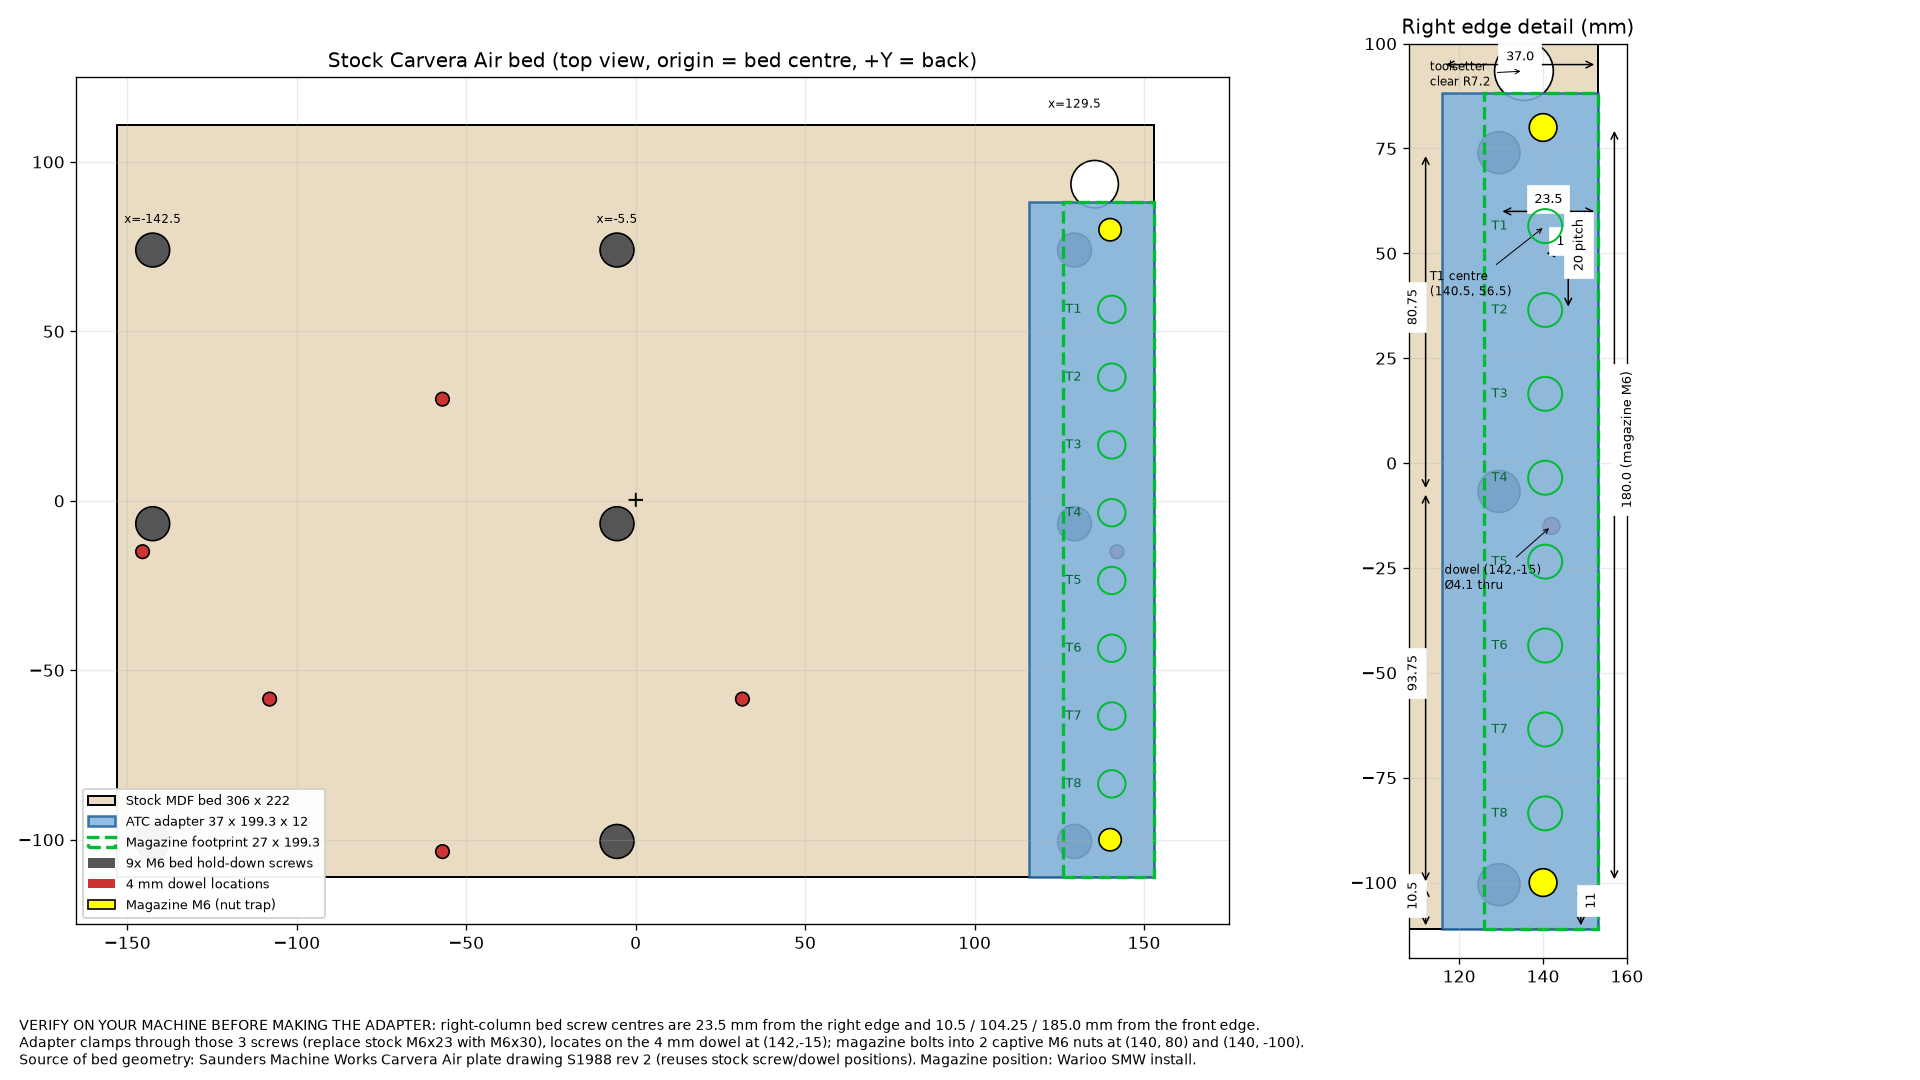 Stock Carvera Air bed (top view, origin = bed centre, +Y = back)
x=129.5
x=-142.5
x=-5.5
100
50
0
−50
−100
T1
T2
T3
T4
T5
T6
T7
T8
Stock MDF bed 306 x 222
ATC adapter 37 x 199.3 x 12
Magazine footprint 27 x 199.3
9x M6 bed hold-down screws
4 mm dowel locations
Magazine M6 (nut trap)
−150
−100
−50
0
50
100
150
Right edge detail (mm)
100
75
50
25
0
−25
−50
−75
−100
37.0
toolsetter
clear R7.2
23.5
T1
1
20 pitch
T1 centre
(140.5, 56.5)
T2
80.75
T3
180.0 (magazine M6)
T4
T5
dowel (142,-15)
Ø4.1 thru
T6
93.75
T7
T8
10.5
11
120
140
160
VERIFY ON YOUR MACHINE BEFORE MAKING THE ADAPTER: right-column bed screw centres are 23.5 mm from the right edge and 10.5 / 104.25 / 185.0 mm from the front edge.
Adapter clamps through those 3 screws (replace stock M6x23 with M6x30), locates on the 4 mm dowel at (142,-15); magazine bolts into 2 captive M6 nuts at (140, 80) and (140, -100).
Source of bed geometry: Saunders Machine Works Carvera Air plate drawing S1988 rev 2 (reuses stock screw/dowel positions). Magazine position: Warioo SMW install.